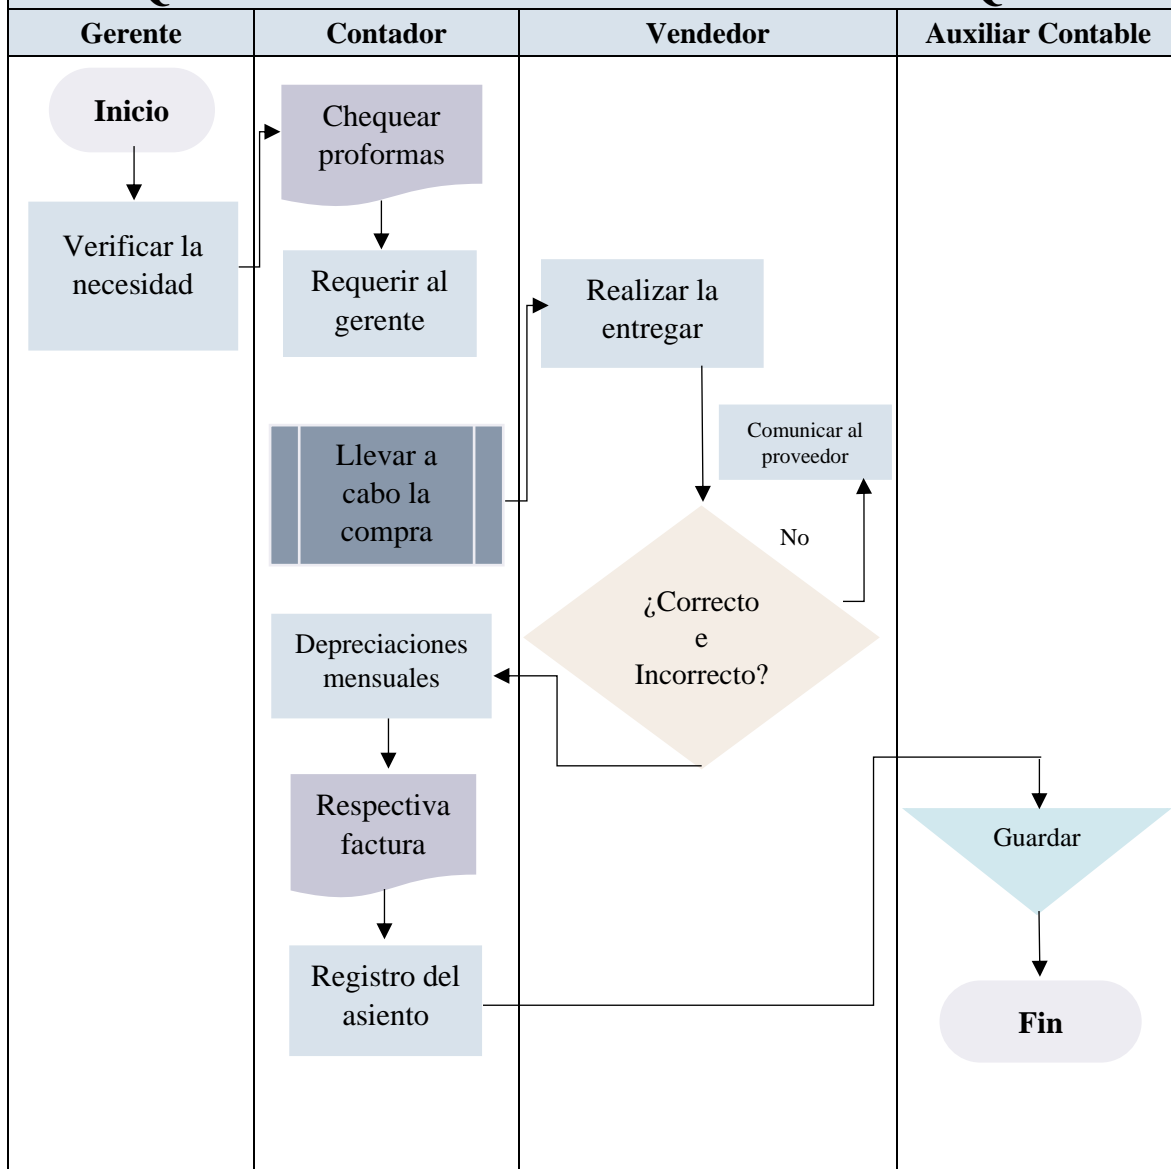 Gerente
Contador
Vendedor
Auxiliar Contable
Inicio
Verificar la
necesidad
Chequear
proformas
Requerir al
gerente
Llevar a
cabo la
compra
Realizar la
entregar
Comunicar al
proveedor
No
¿Correcto
e
Incorrecto?
Depreciaciones
mensuales
Respectiva
factura
Registro del
asiento
Guardar
Fin